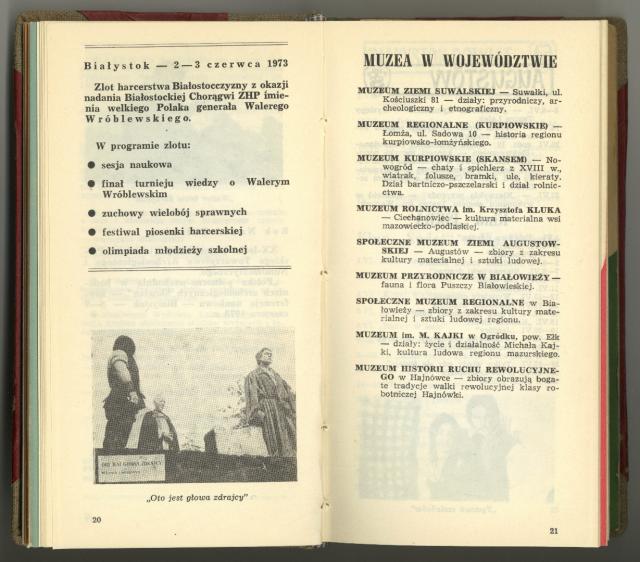 Białystok — 2—3 czerwca 1973
Zlot harcerstwa Białostocczyzny z okazji
nadania Białostockiej Chorągwi ZHP imie-
nia wielkiego Polaka generała Walerego
Wróblewskiego.
W programie zlotu:
● sesja naukowa
● finał turnieju wiedzy o Walerym
Wróblewskim
● zuchowy wielobój sprawnych
● festiwal piosenki harcerskiej
● olimpiada młodzieży szkolnej
OTO JEST GŁOWA ZDRAJCY
„Oto jest głowa zdrajcy”
20
MUZEA W WOJEWÓDZTWIE
MUZEUM ZIEMI SUWALSKIEJ — Suwałki, ul.
Kościuszki 81 — działy: przyrodniczy, ar-
cheologiczny i etnograficzny.
MUZEUM REGIONALNE (KURPIOWSKIE) —
Łomża, ul. Sadowa 10 — historia regionu
kurpiowsko-łomżyńskiego.
MUZEUM KURPIOWSKIE (SKANSEM) — No-
wogród — chaty i spichlerz z XVIII w.,
wiatrak, folusze, bramki, ule, kieraty.
Dział bartniczo-pszczelarski i dział rolnic-
twa.
MUZEUM ROLNICTWA im. Krzysztofa KLUKA
— Ciechanowiec — kultura materialna wsi
mazowiecko-podlaskiej.
SPOŁECZNE MUZEUM ZIEMI AUGUSTOW-
SKIEJ — Augustów — zbiory z zakresu
kultury materialnej i sztuki ludowej.
MUZEUM PRZYRODNICZE W BIAŁOWIEŻY —
fauna i flora Puszczy Białowieskiej.
SPOŁECZNE MUZEUM REGIONALNE w Bia-
łowieży — zbiory z zakresu kultury mate-
rialnej i sztuki ludowej regionu.
MUZEUM im. M. KAJKI w Ogródku, pow. Ełk
— działy: życie i działalność Michała Kaj-
ki, kultura ludowa regionu mazurskiego.
MUZEUM HISTORII RUCHU REWOLUCYJNE-
GO w Hajnówce — zbiory obrazują boga-
te tradycje walki rewolucyjnej klasy ro-
botniczej Hajnówki.
21